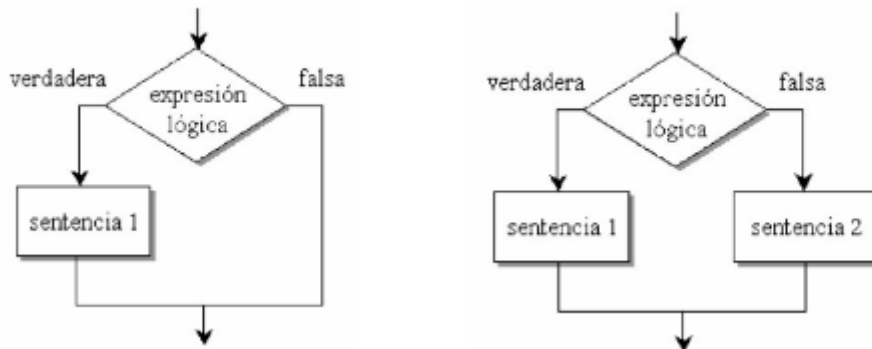 verdadera
falsa
expresión
lógica
sentencia 1
verdadera
falsa
expresión
lógica
sentencia 1
sentencia 2